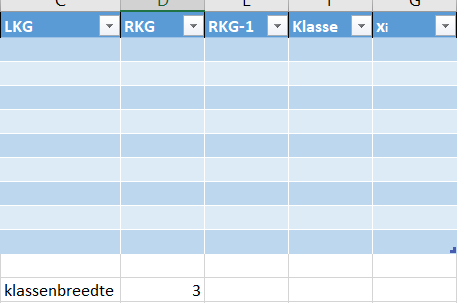 C D E F G
LKG RKG RKG-1 Klasse xi
klassenbreedte 3